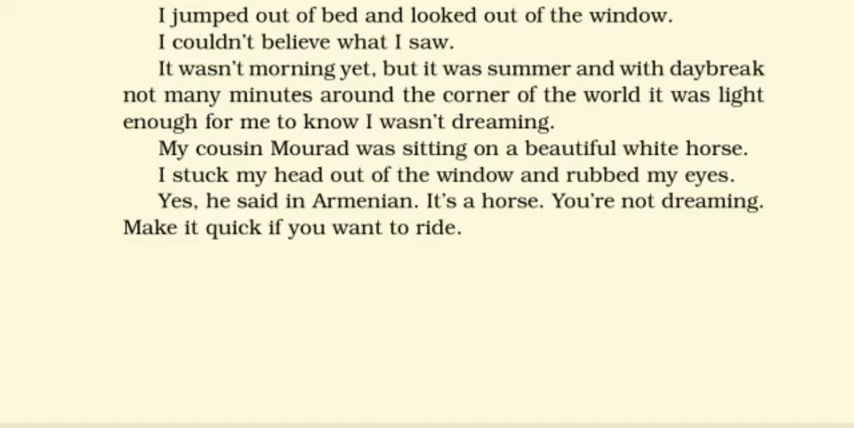 I jumped out of bed and looked out of the window.
I couldn't believe what I saw.
It wasn't morning yet, but it was summer and with daybreak
not many minutes around the corner of the world it was light
enough for me to know I wasn't dreaming.
My cousin Mourad was sitting on a beautiful white horse.
I stuck my head out of the window and rubbed my eyes.
Yes, he said in Armenian. It's a horse. You're not dreaming.
Make it quick if you want to ride.